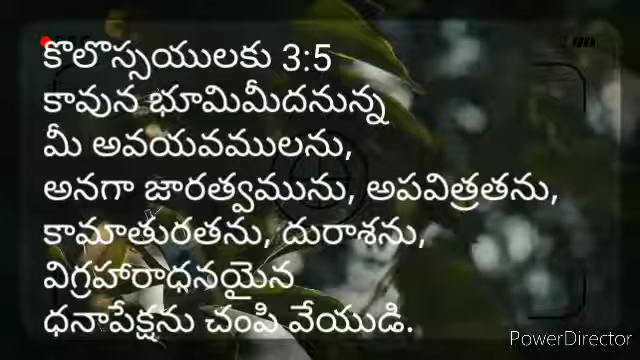 కొలొస్సయులకు 3:5
కావున భూమిమీదనున్న
మీ అవయవములను,
అనగా జారత్వమును, అపవిత్రతను,
కామాతురతను, దురాశను,
విగ్రహారాధనయైన
ధనాపేక్షను చంపి వేయుడి.
PowerDirector